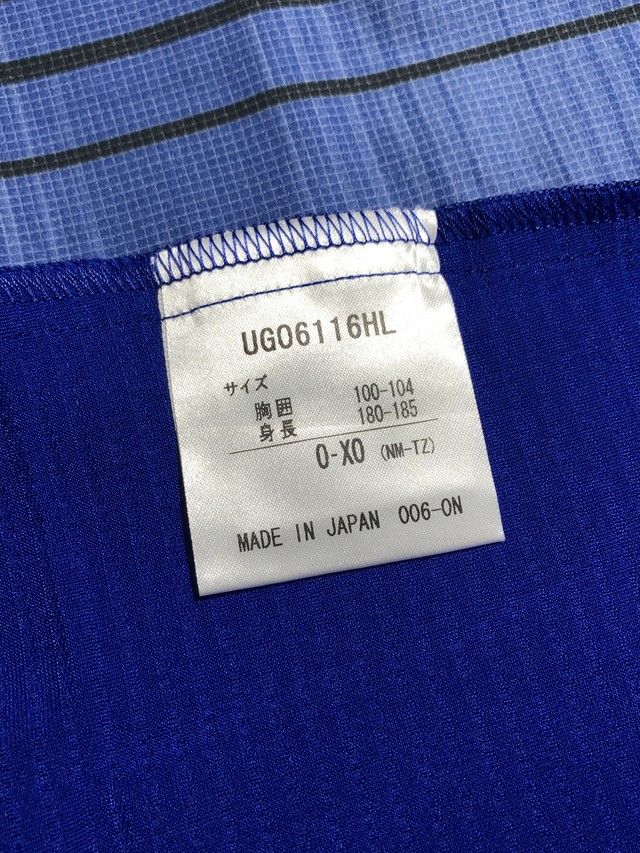 UG06116HL
サイズ
胸囲 100-104
身長 180-185
O-XO (NM-TZ)
MADE IN JAPAN 006-ON